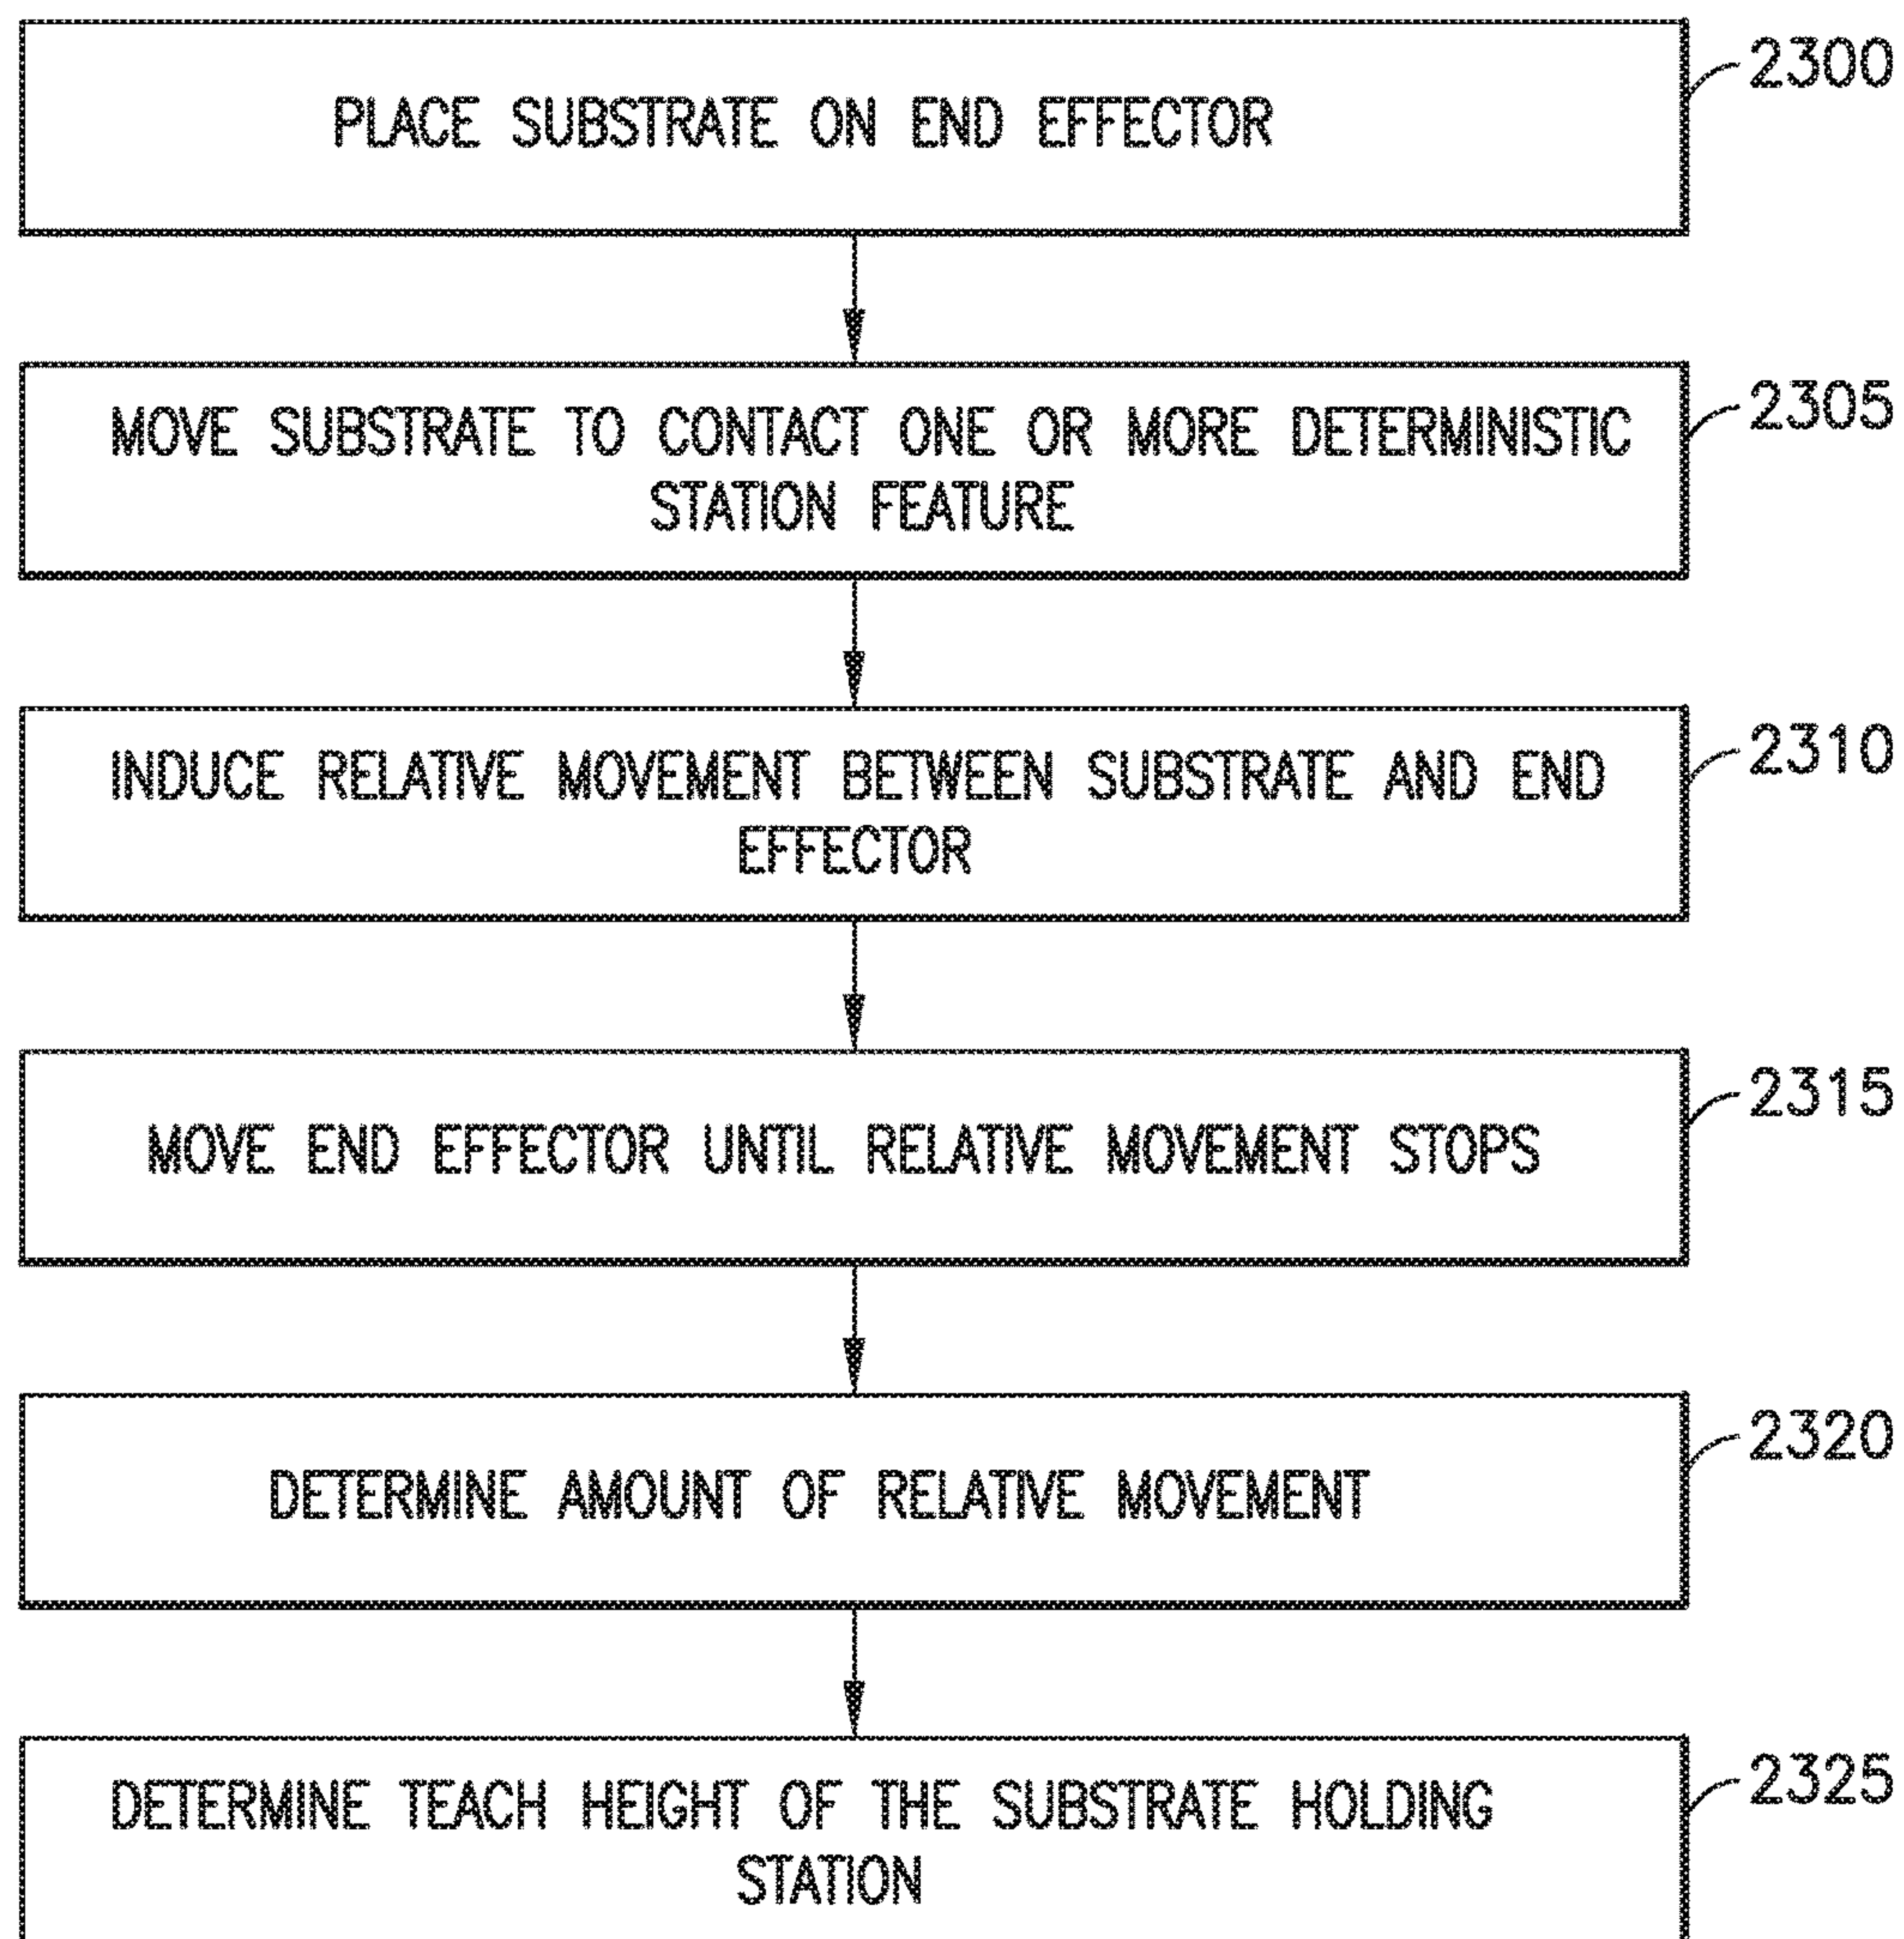 PLACE SUBSTRATE ON END EFFECTOR
2300
MOVE SUBSTRATE TO CONTACT ONE OR MORE DETERMINISTIC
STATION FEATURE
2305
INDUCE RELATIVE MOVEMENT BETWEEN SUBSTRATE AND END
EFFECTOR
2310
MOVE END EFFECTOR UNTIL RELATIVE MOVEMENT STOPS
2315
DETERMINE AMOUNT OF RELATIVE MOVEMENT
2320
DETERMINE TEACH HEIGHT OF THE SUBSTRATE HOLDING
STATION
2325